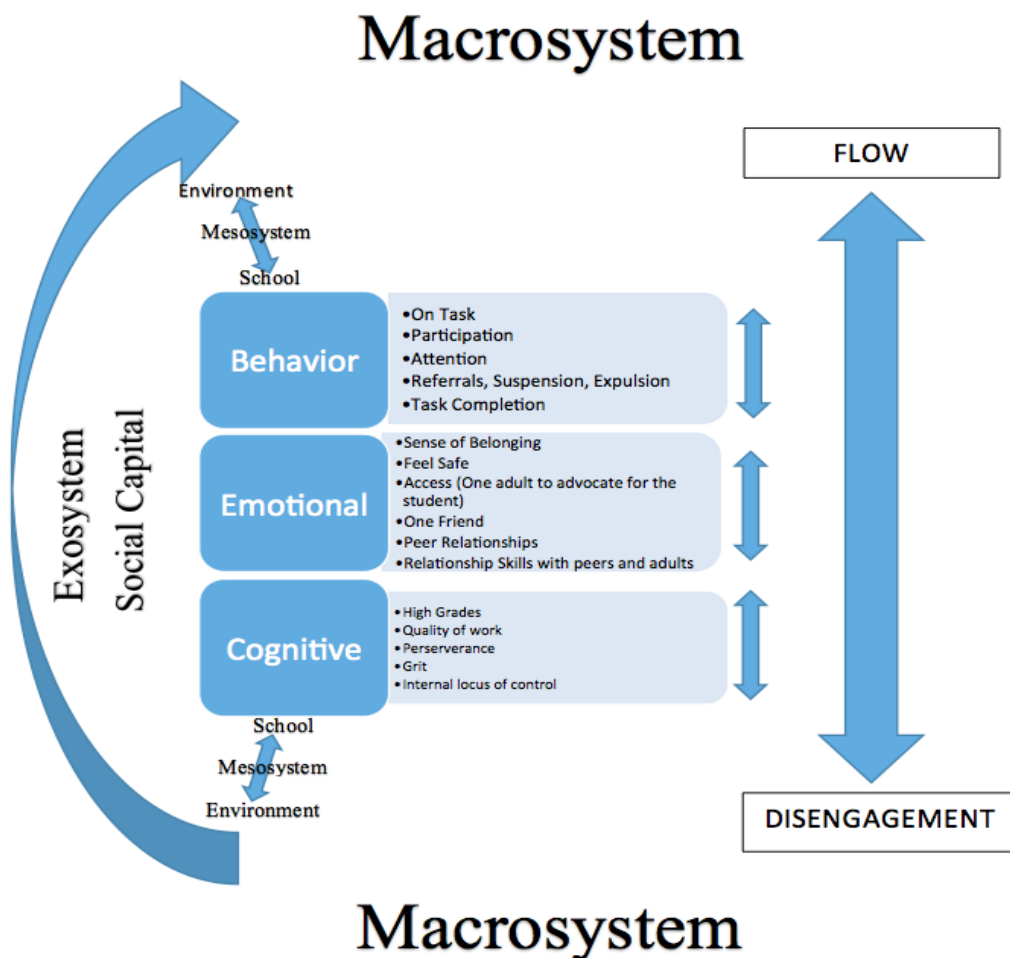 Macrosystem
FLOW
Environment
Mesosystem
School
Behavior
•On Task
•Participation
•Attention
•Referrals, Suspension, Expulsion
•Task Completion
Exosystem
Social Capital
Emotional
•Sense of Belonging
•Feel Safe
•Access (One adult to advocate for the
student)
•One Friend
•Peer Relationships
•Relationship Skills with peers and adults
Cognitive
•High Grades
•Quality of work
•Perserverance
•Grit
•Internal locus of control
School
Mesosystem
Environment
DISENGAGEMENT
Macrosystem